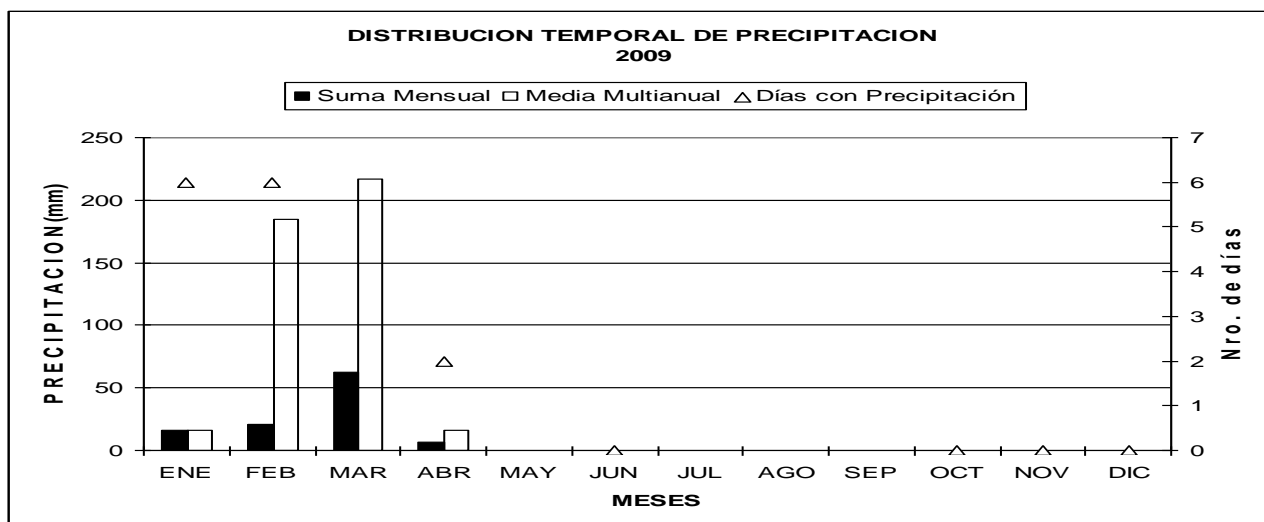 DISTRIBUCION TEMPORAL DE PRECIPITACION
2009
Suma Mensual Media Multianual Días con Precipitación
PRECIPITACION(mm)
250
200
150
100
50
0
7
6
5
4
3
2
1
0
Nro. de días
ENE FEB MAR ABR MAY JUN JUL AGO SEP OCT NOV DIC
MESES